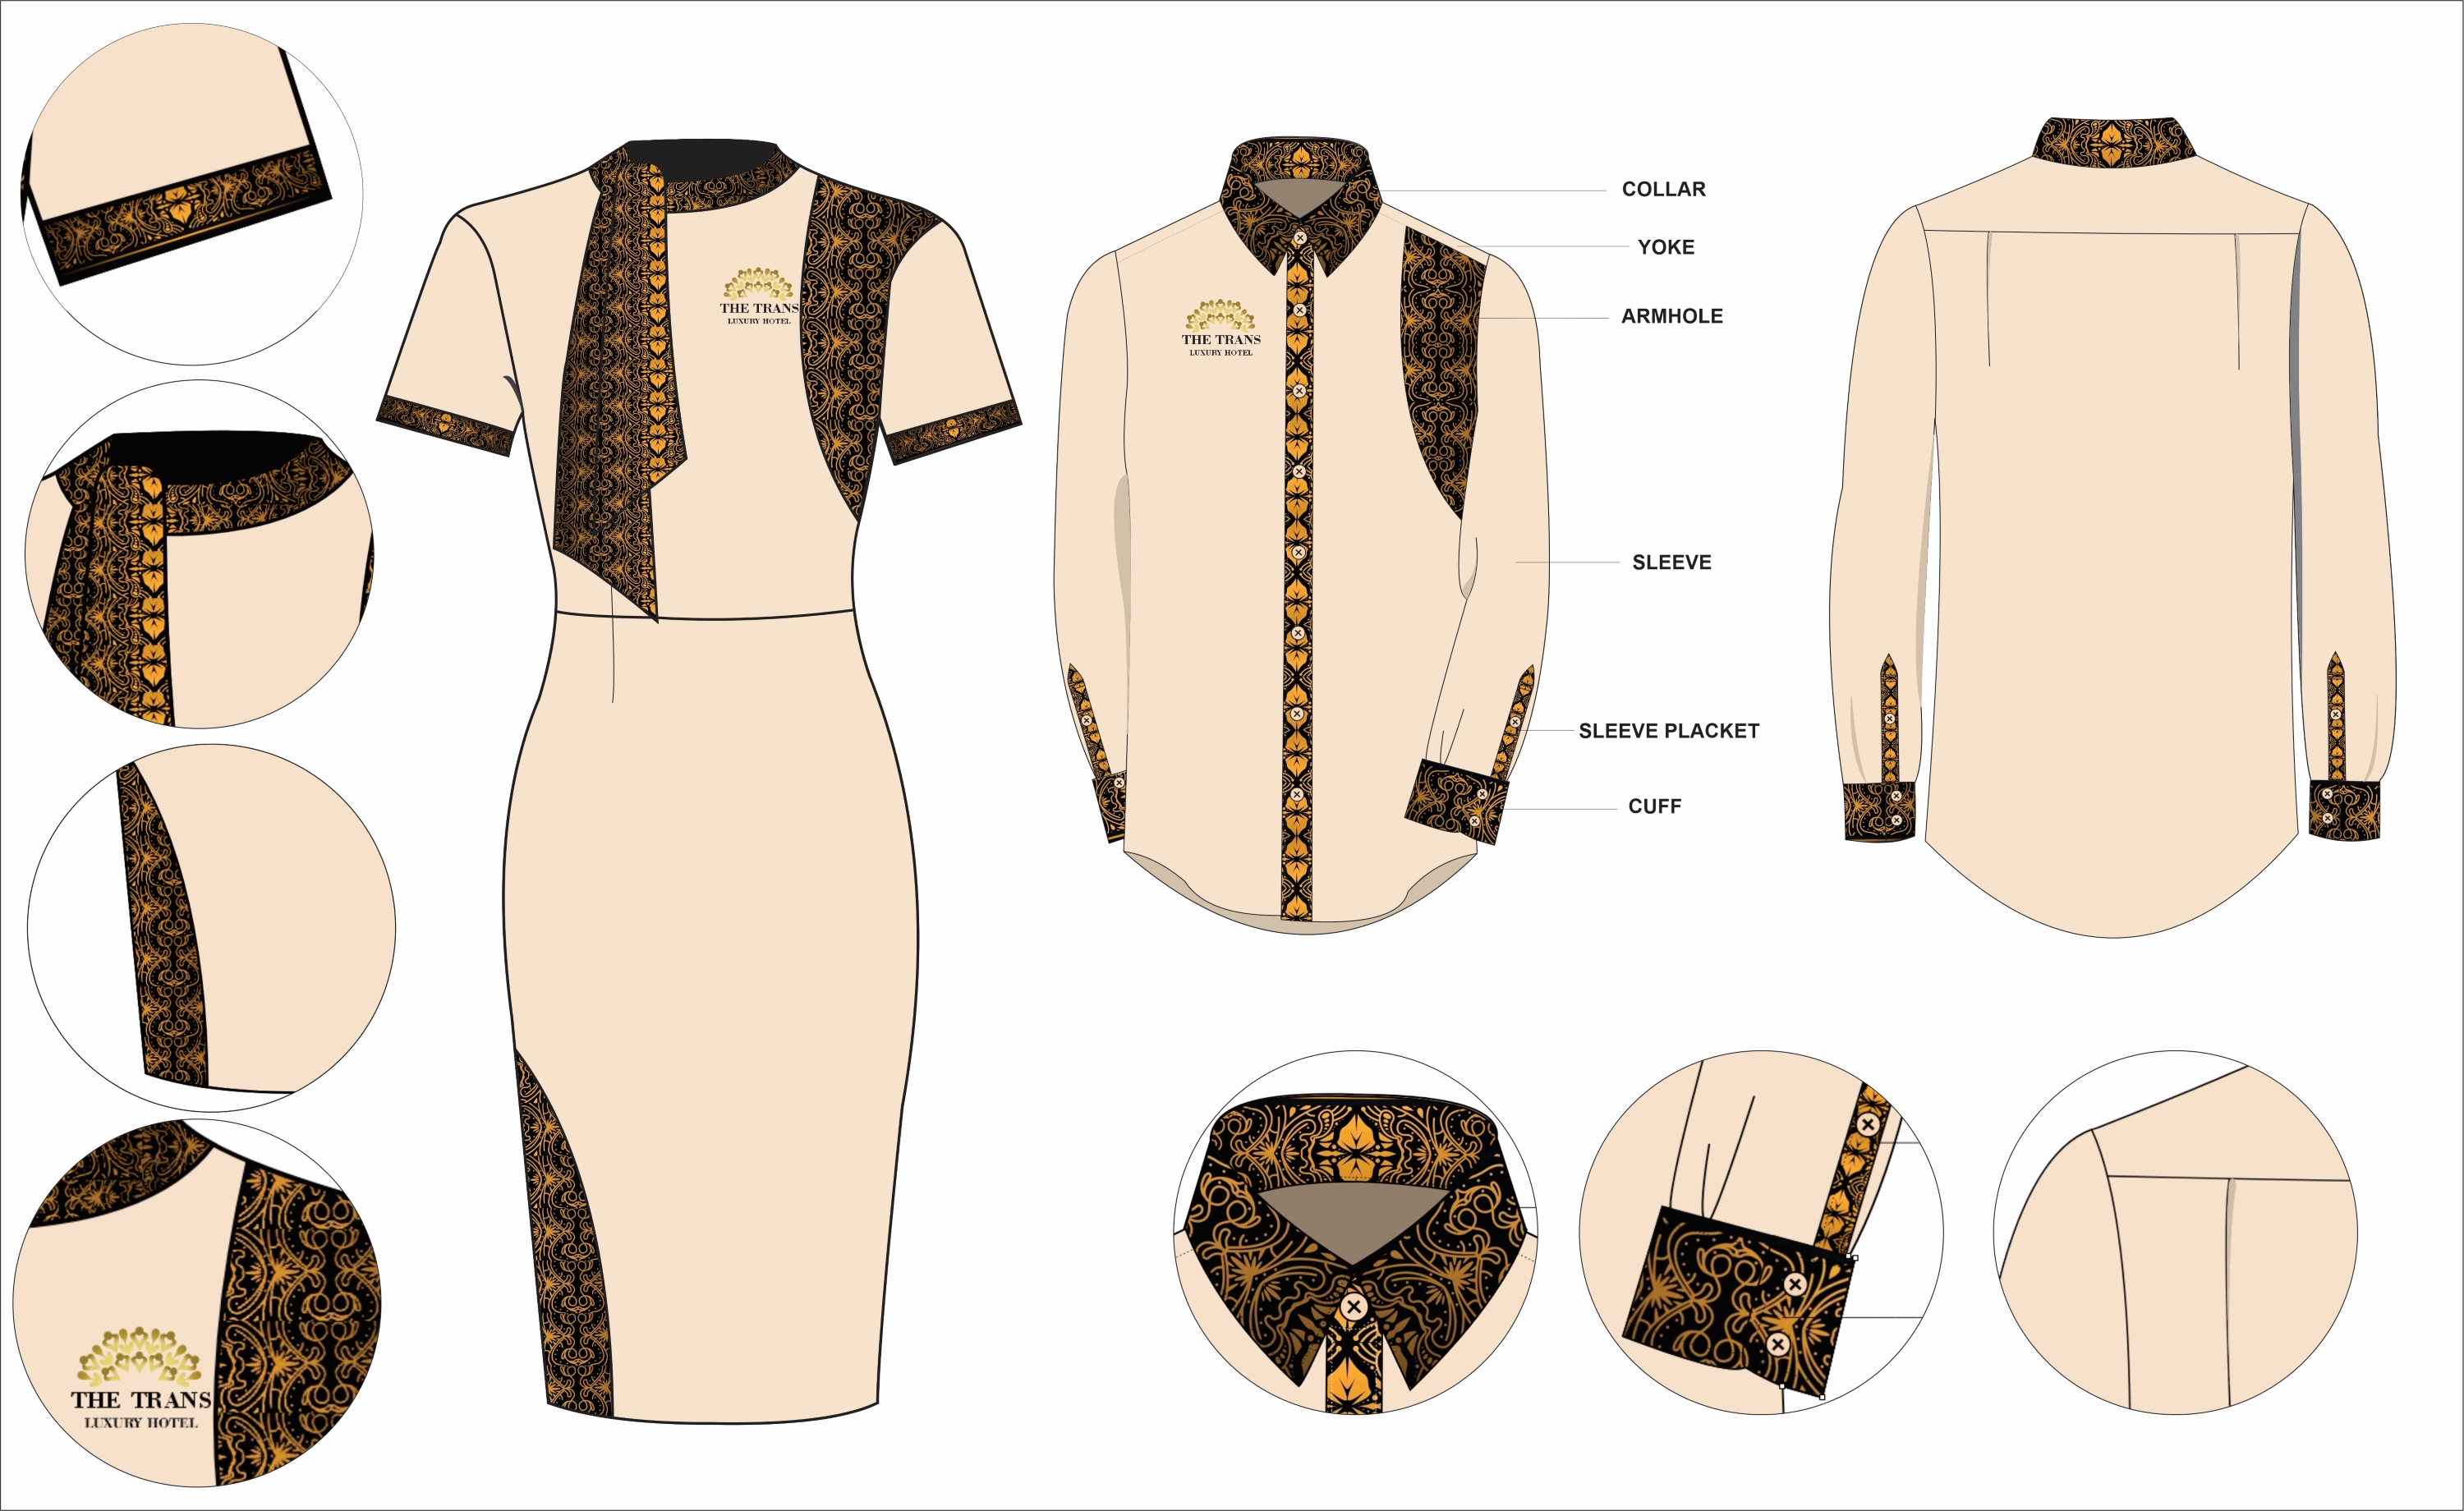 THE TRANS
LUXURY HOTEL
THE TRANS
LUXURY HOTEL
COLLAR
YOKE
ARMHOLE
SLEEVE
SLEEVE PLACKET
CUFF
THE TRANS
LUXURY HOTEL